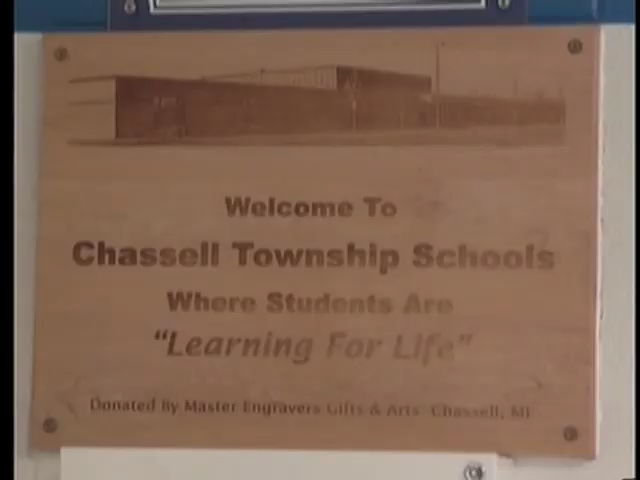 Welcome To
Chassell Township Schools
Where Students Are
"Learning For Life"
Donated By Master Engravers Gifts & Arts Chassell, MI